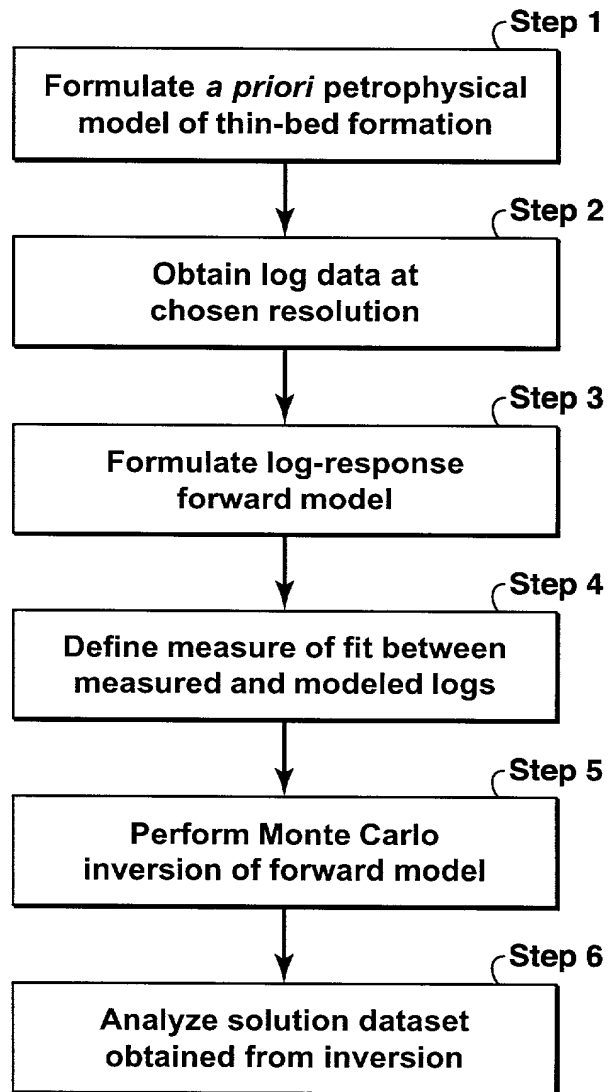 Step 1
Formulate a priori petrophysical
model of thin-bed formation
Step 2
Obtain log data at
chosen resolution
Step 3
Formulate log-response
forward model
Step 4
Define measure of fit between
measured and modeled logs
Step 5
Perform Monte Carlo
inversion of forward model
Step 6
Analyze solution dataset
obtained from inversion